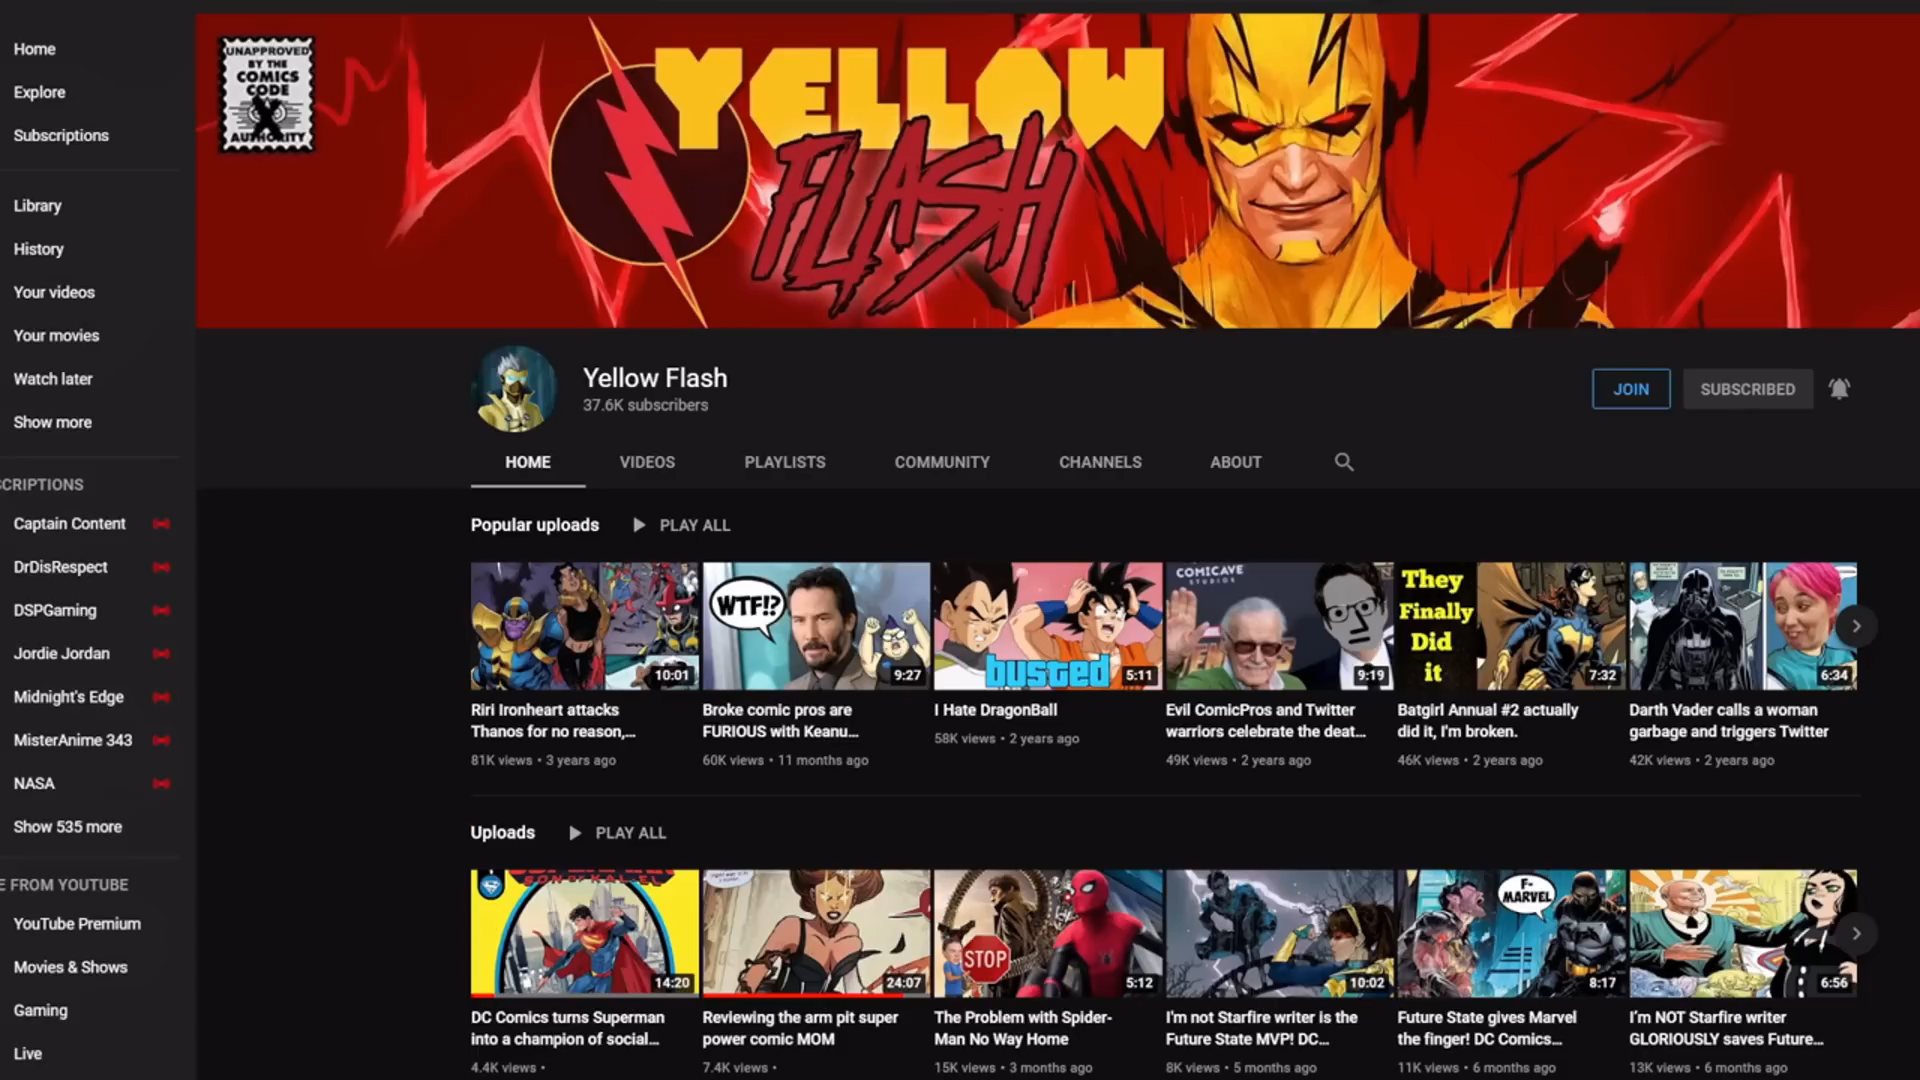 Home
Explore
Subscriptions
Library
History
Your videos
Your movies
Watch later
Show more
CRIPTIONS
Captain Content
DrDisRespect
DSPGaming
Jordie Jordan
Midnight's Edge
MisterAnime 343
NASA
Show 535 more
E FROM YOUTUBE
YouTube Premium
Movies & Shows
Gaming
Live
UNAPPROVED
BY THE
COMICS
CODE
AUTHORITY
YELLOW
FLASH
Yellow Flash
37.6K subscribers
JOIN
SUBSCRIBED
HOME
VIDEOS
PLAYLISTS
COMMUNITY
CHANNELS
ABOUT
Popular uploads
PLAY ALL
10:01
Riri Ironheart attacks
Thanos for no reason,...
81K views • 3 years ago
WTF!?
9:27
Broke comic pros are
FURIOUS with Keanu...
60K views • 11 months ago
busted
5:11
I Hate DragonBall
58K views • 2 years ago
COMICAVE
STUDIOS
9:19
Evil ComicPros and Twitter
warriors celebrate the deat...
49K views • 2 years ago
They
Finally
Did
it
7:32
Batgirl Annual #2 actually
did it, I'm broken.
46K views • 2 years ago
6:34
Darth Vader calls a woman
garbage and triggers Twitter
42K views • 2 years ago
Uploads
PLAY ALL
14:20
DC Comics turns Superman
into a champion of social...
4.4K views •
24:07
Reviewing the arm pit super
power comic MOM
7.4K views •
STOP
5:12
The Problem with Spider-
Man No Way Home
15K views • 3 months ago
10:02
I'm not Starfire writer is the
Future State MVP! DC...
8K views • 5 months ago
F-
MARVEL
8:17
Future State gives Marvel
the finger! DC Comics...
11K views • 6 months ago
6:56
I'm NOT Starfire writer
GLORIOUSLY saves Future...
13K views • 6 months ago